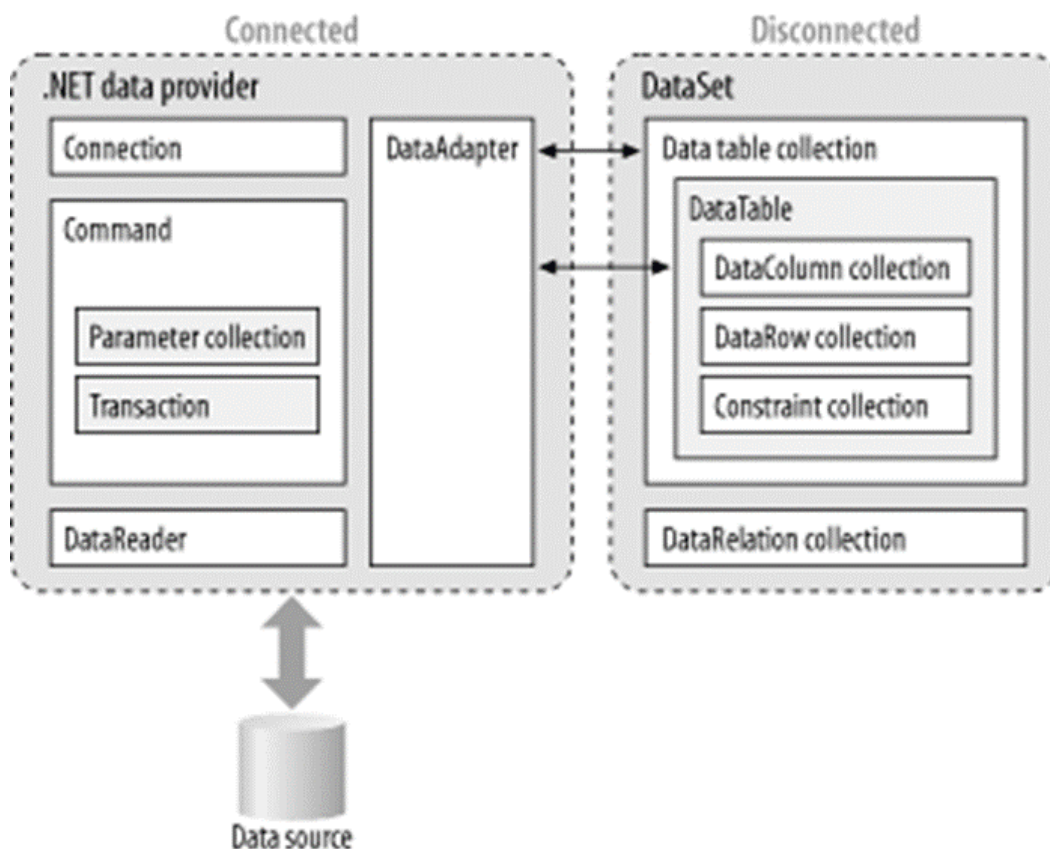 Connected
.NET data provider
Connection
Command
Parameter collection
Transaction
DataReader
DataAdapter
Disconnected
DataSet
Data table collection
DataTable
DataColumn collection
DataRow collection
Constraint collection
DataRelation collection
Data source